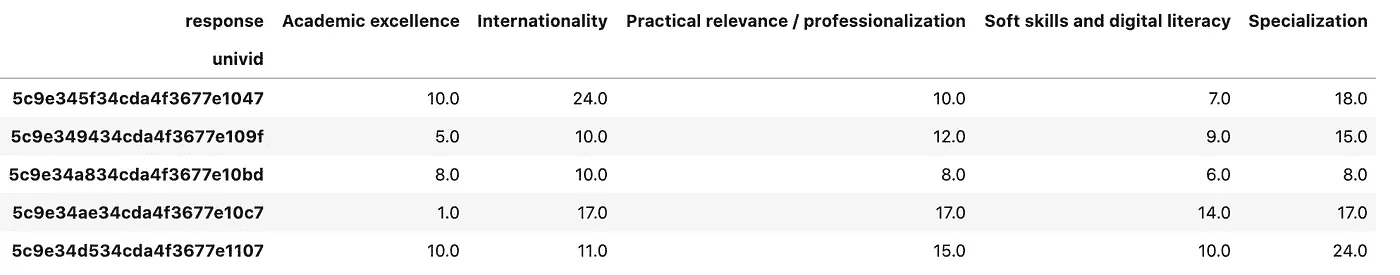 response Academic excellence Internationality Practical relevance / professionalization Soft skills and digital literacy Specialization
univid
5c9e345f34cda4f3677e1047 10.0 24.0 10.0 7.0 18.0
5c9e349434cda4f3677e109f 5.0 10.0 12.0 9.0 15.0
5c9e34a834cda4f3677e10bd 8.0 10.0 8.0 6.0 8.0
5c9e34ae34cda4f3677e10c7 1.0 17.0 17.0 14.0 17.0
5c9e34d534cda4f3677e1107 10.0 11.0 15.0 10.0 24.0